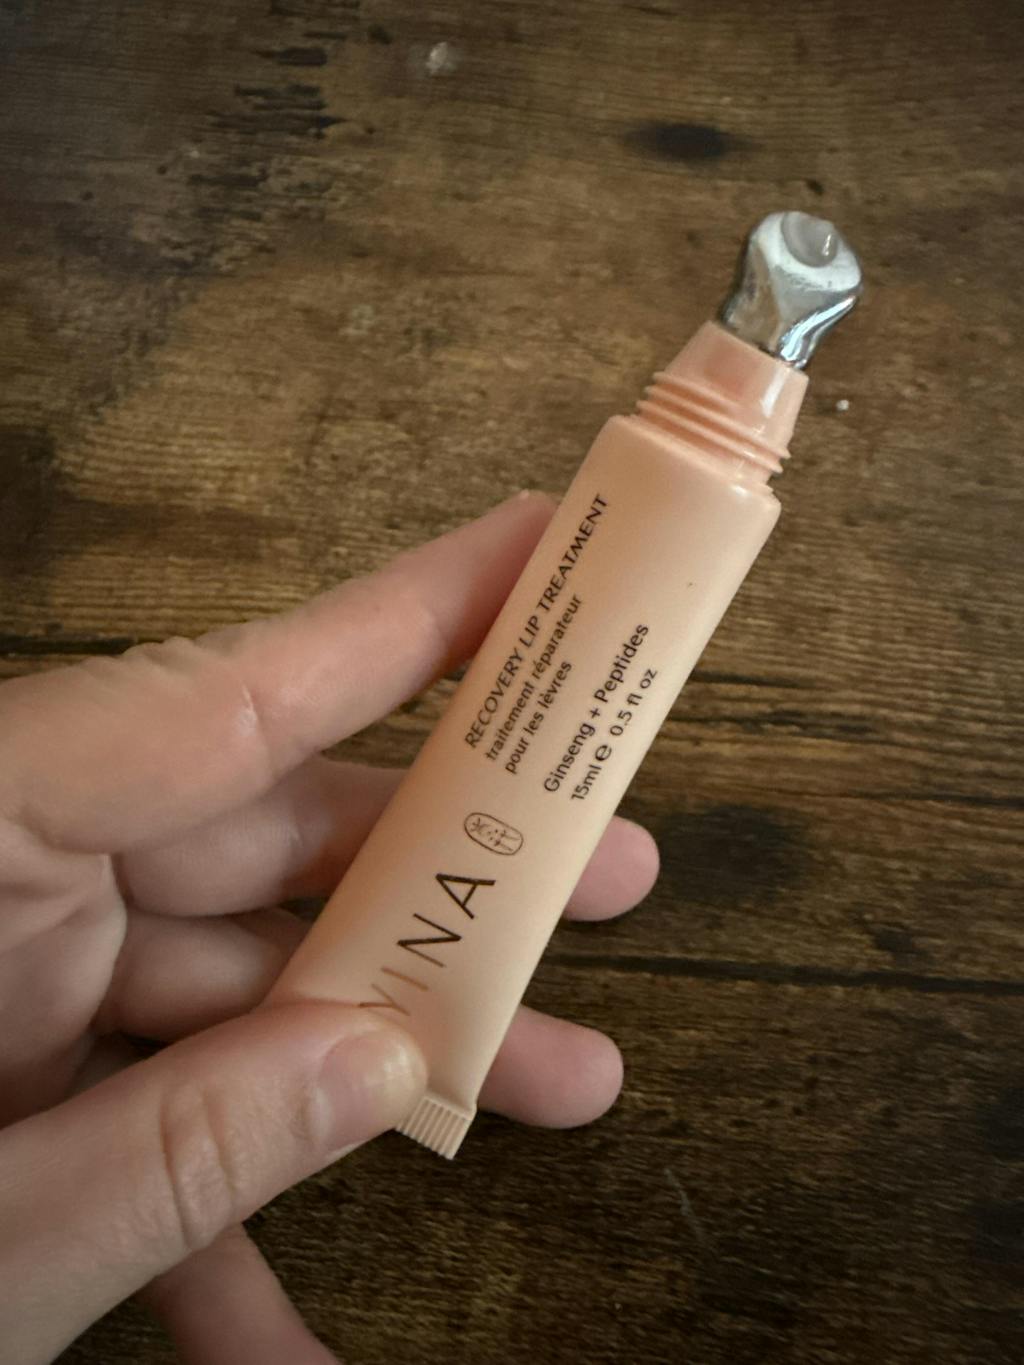 RECOVERY LIP TREATMENT
traitement réparateur
pour les lèvres
Ginseng + Peptides
15ml ℮ 0.5 fl oz
YINA